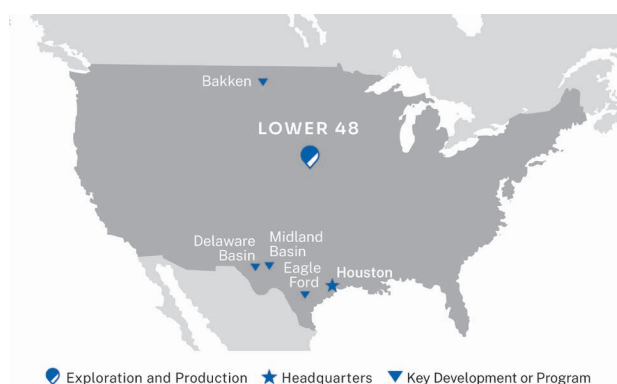 Bakken
LOWER 48
Delaware
Basin
Midland
Basin
Eagle
Ford
Houston
Exploration and Production
Headquarters
Key Development or Program